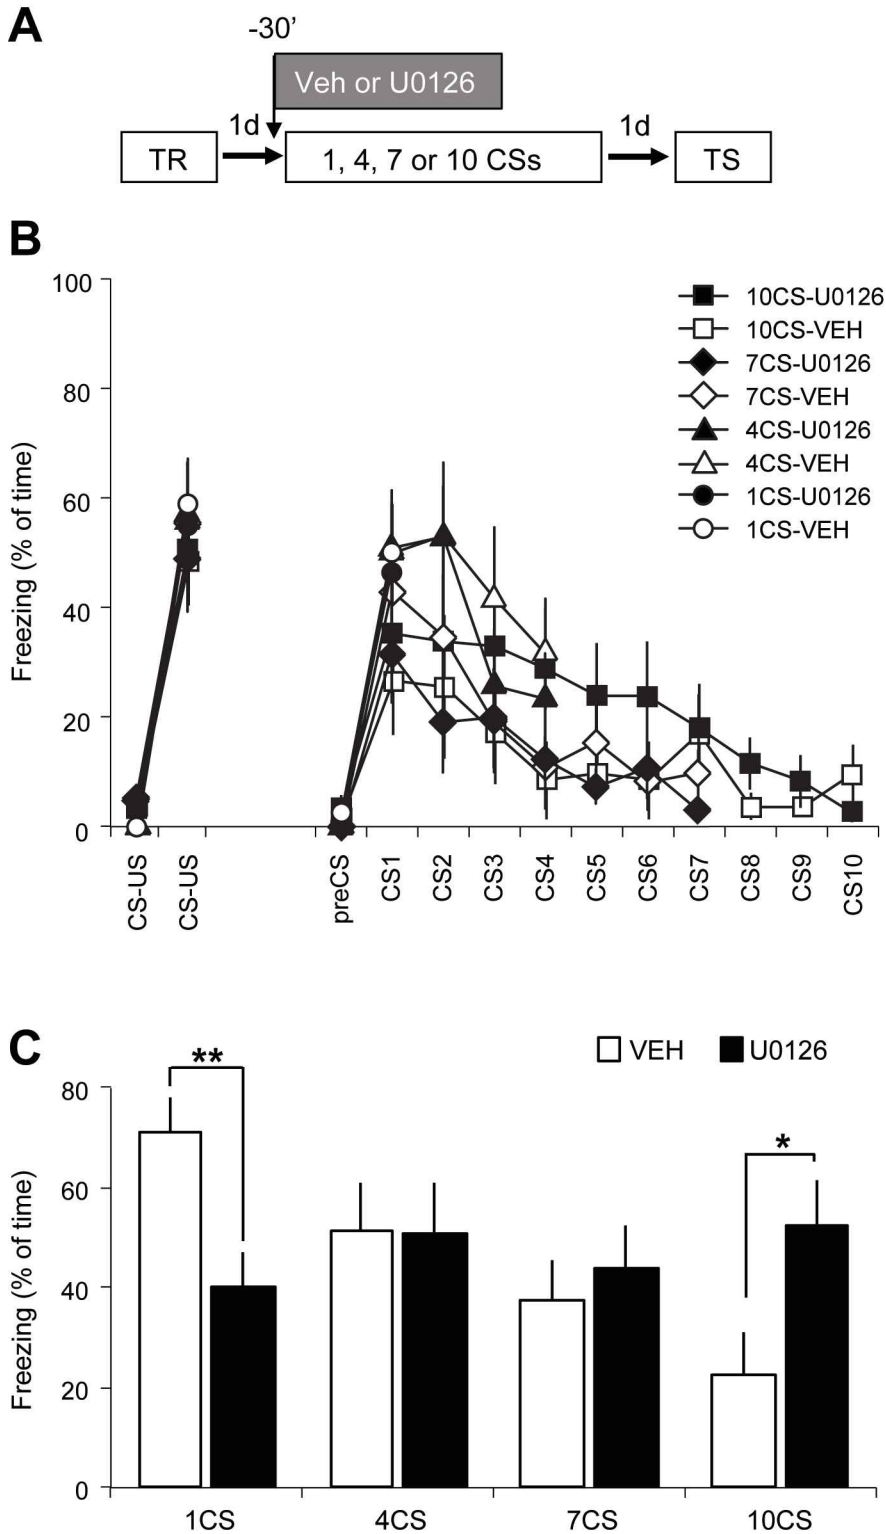 A
-30’
Veh or U0126
1d
1d
TR
1, 4, 7 or 10 CSs
TS
B
Freezing (% of time)
100
80
60
40
20
0
10CS-U0126
10CS-VEH
7CS-U0126
7CS-VEH
4CS-U0126
4CS-VEH
1CS-U0126
1CS-VEH
CS-US
CS-US
preCS
CS1
CS2
CS3
CS4
CS5
CS6
CS7
CS8
CS9
CS10
C
VEH
U0126
**
*
Freezing (% of time)
80
60
40
20
0
1CS
4CS
7CS
10CS